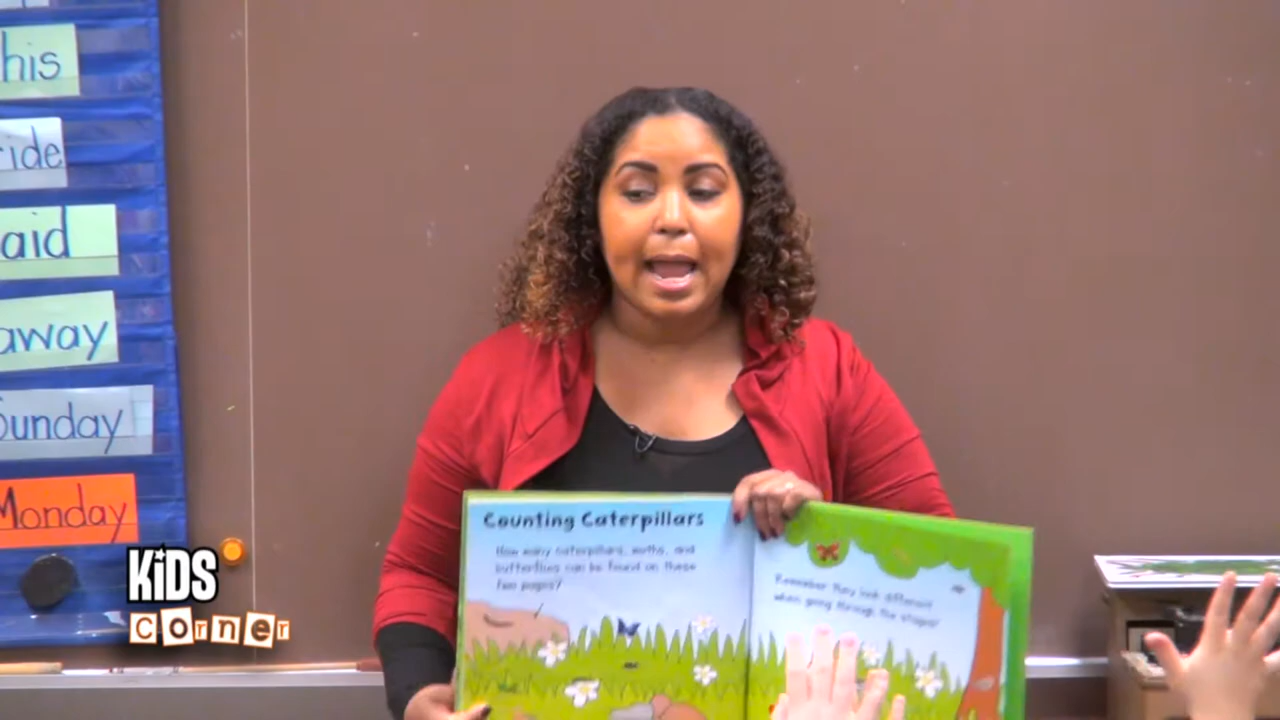 his
ride
aid
away
Sunday
Monday
KiDS
Corner
Counting Caterpillars
How many caterpillars, moths, and
butterflies can be found on these
two pages?
Remember they look different
when going through the stages!